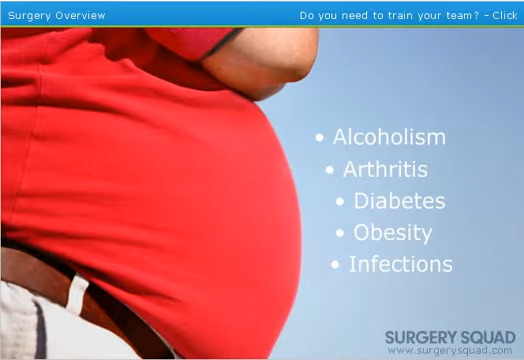 Surgery Overview
Do you need to train your team? – Click
• Alcoholism
• Arthritis
• Diabetes
• Obesity
• Infections
SURGERY SQUAD
www.surgerysquad.com